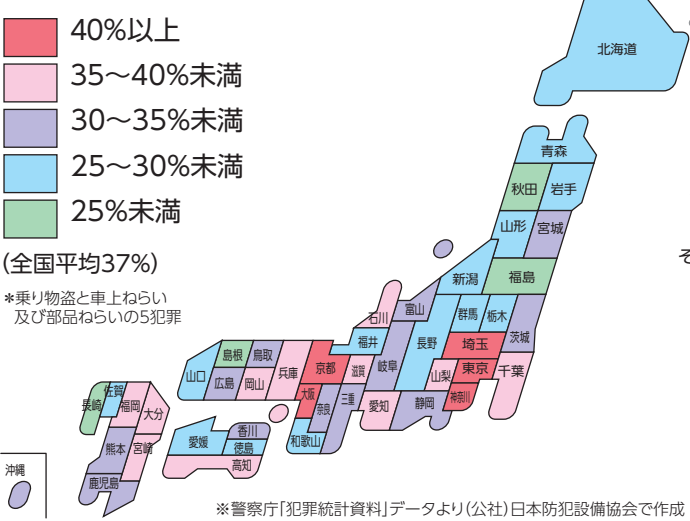 40%以上
35〜40%未満
30〜35%未満
25〜30%未満
25%未満
(全国平均37%)
*乗り物盗と車上ねらい
及び部品ねらいの5犯罪
北海道
青森
秋田
岩手
山形
宮城
そ
新潟
福島
石川
富山
群馬
栃木
茨城
福井
長野
埼玉
島根
鳥取
京都
滋賀
岐阜
山梨
東京
千葉
山口
広島
岡山
兵庫
大阪
奈良
三重
愛知
静岡
神奈川
長崎
佐賀
福岡
大分
愛媛
香川
徳島
高知
和歌山
熊本
宮崎
鹿児島
沖縄
※警察庁「犯罪統計資料」データより(公社)日本防犯設備協会で作成